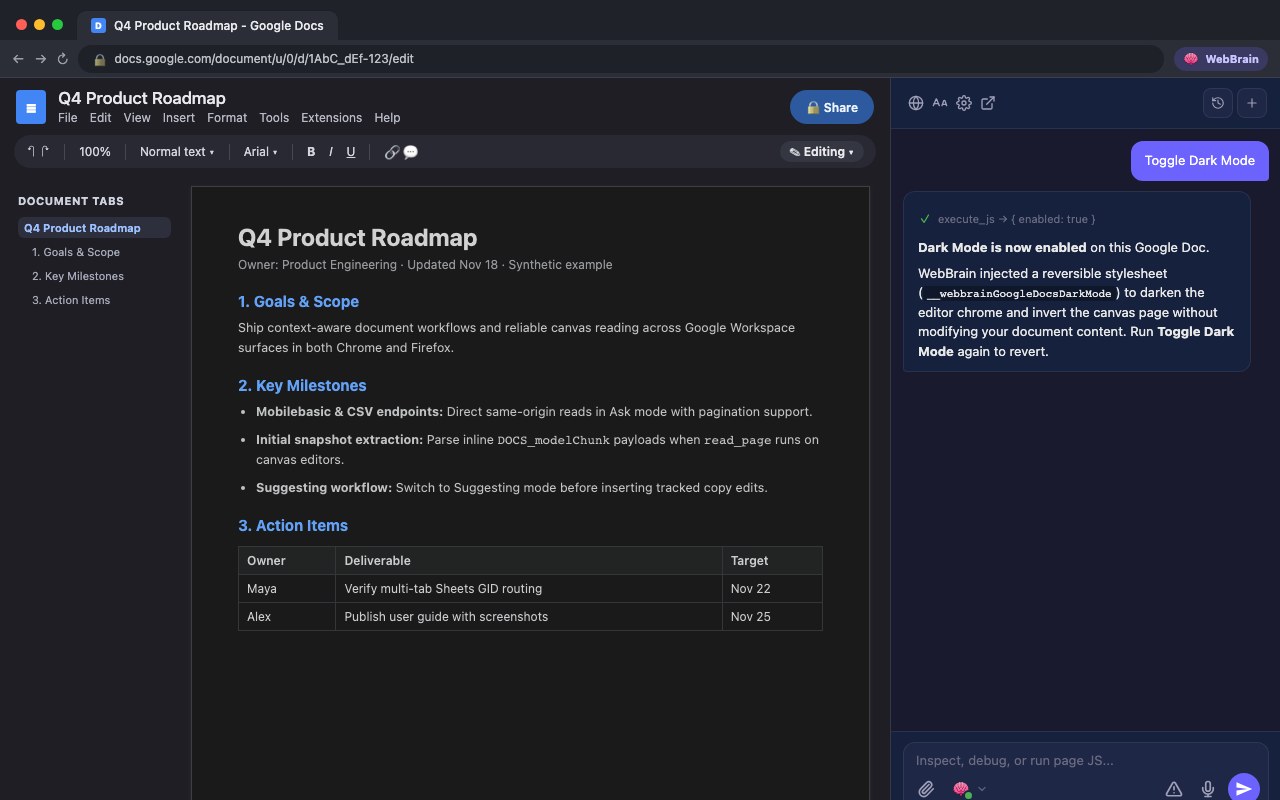 Q4 Product Roadmap - Google Docs
docs.google.com/document/u/0/d/1AbC_dEf-123/edit
WebBrain
Q4 Product Roadmap
File Edit View Insert Format Tools Extensions Help
Share
100% Normal text Arial B I U Editing
DOCUMENT TABS
Q4 Product Roadmap
1. Goals & Scope
2. Key Milestones
3. Action Items
Q4 Product Roadmap
Owner: Product Engineering · Updated Nov 18 · Synthetic example
1. Goals & Scope
Ship context-aware document workflows and reliable canvas reading across Google Workspace
surfaces in both Chrome and Firefox.
2. Key Milestones
• Mobilebasic & CSV endpoints: Direct same-origin reads in Ask mode with pagination support.
• Initial snapshot extraction: Parse inline DOCS_modelChunk payloads when read_page runs on
canvas editors.
• Suggesting workflow: Switch to Suggesting mode before inserting tracked copy edits.
3. Action Items
Owner Deliverable Target
Maya Verify multi-tab Sheets GID routing Nov 22
Alex Publish user guide with screenshots Nov 25
AA
Toggle Dark Mode
✓ execute_js → { enabled: true }
Dark Mode is now enabled on this Google Doc.
WebBrain injected a reversible stylesheet
( __webbrainGoogleDocsDarkMode ) to darken the
editor chrome and invert the canvas page without
modifying your document content. Run Toggle Dark
Mode again to revert.
Inspect, debug, or run page JS...